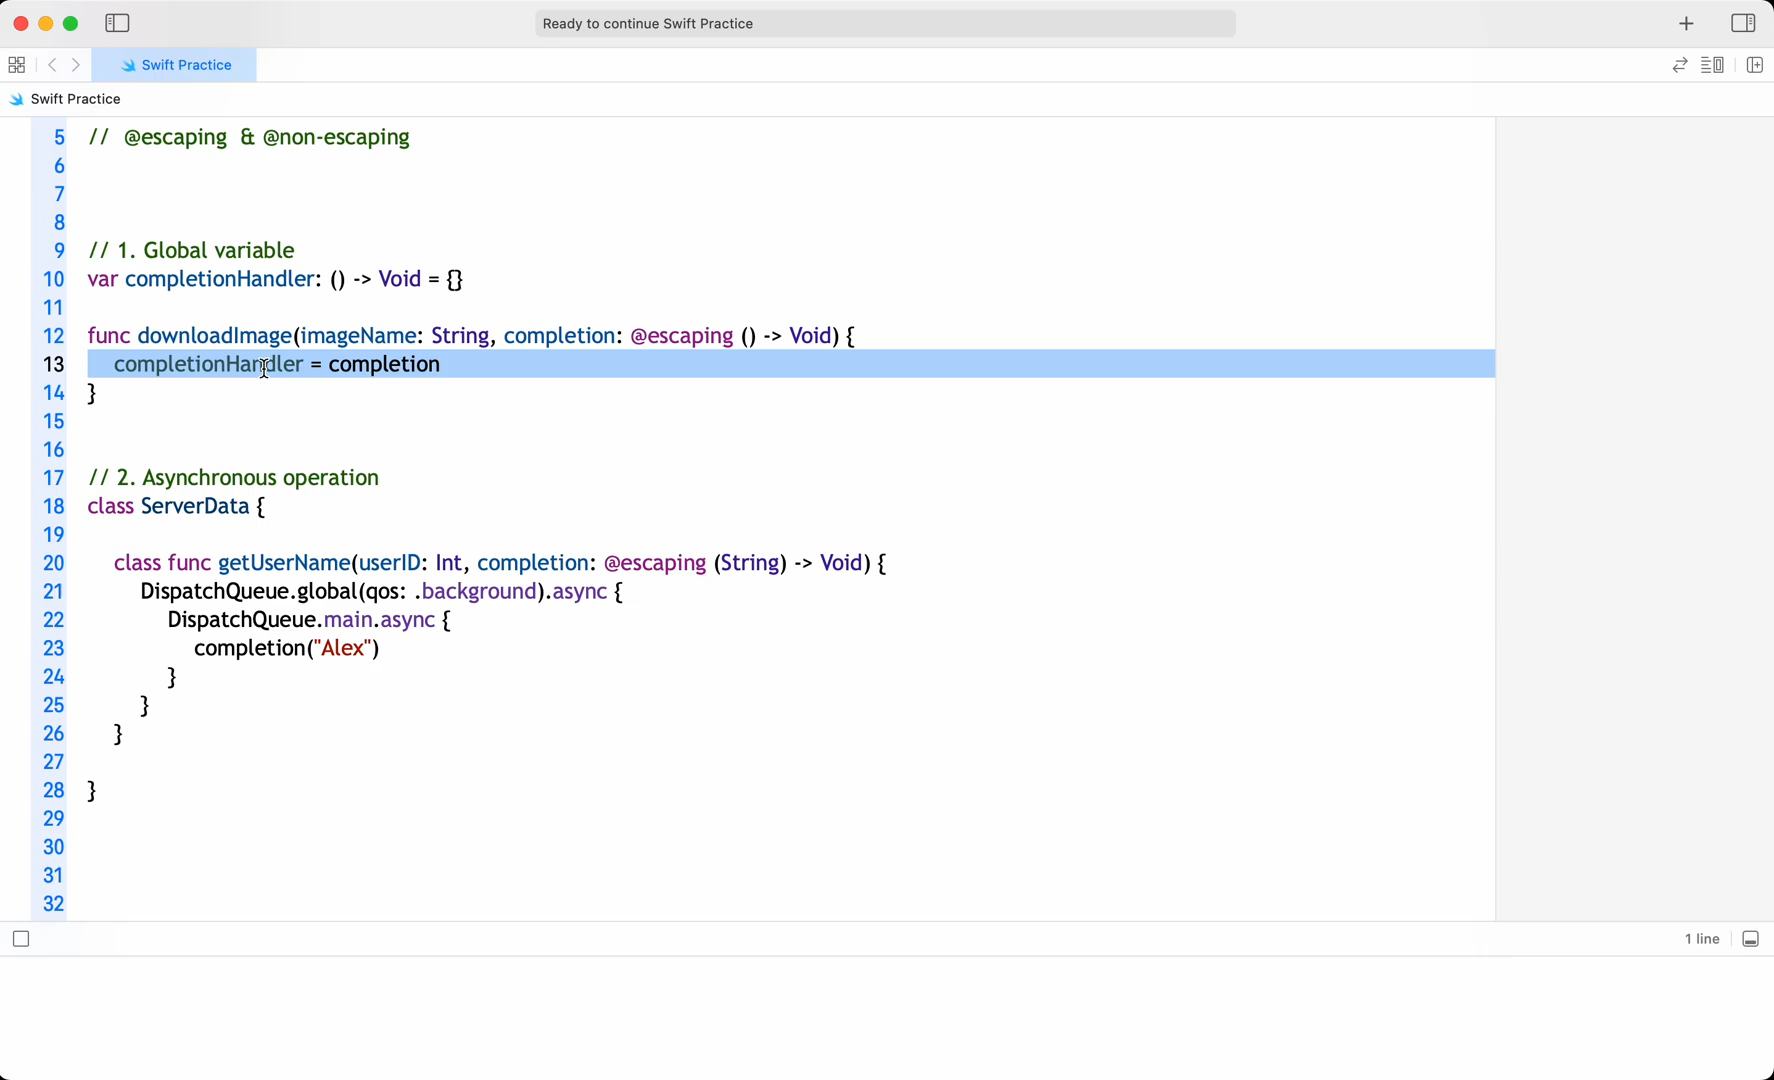 Ready to continue Swift Practice
Swift Practice
Swift Practice
5 // @escaping & @non-escaping
6
7
8
9 // 1. Global variable
10 var completionHandler: () -> Void = {}
11
12 func downloadImage(imageName: String, completion: @escaping () -> Void) {
13 completionHandler = completion
14 }
15
16
17 // 2. Asynchronous operation
18 class ServerData {
19
20 class func getUserName(userID: Int, completion: @escaping (String) -> Void) {
21 DispatchQueue.global(qos: .background).async {
22 DispatchQueue.main.async {
23 completion("Alex")
24 }
25 }
26 }
27
28 }
29
30
31
32
1 line